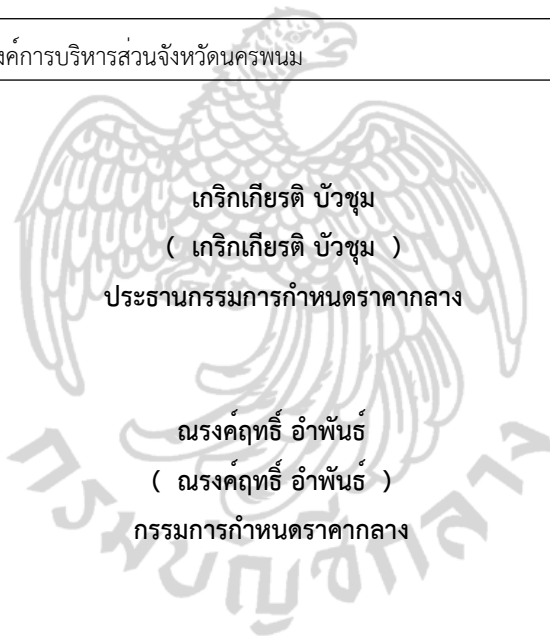 องค์การบริหารส่วนจังหวัดนครพนม
เกริกเกียรติ บัวชุม
( เกริกเกียรติ บัวชุม )
ประธานกรรมการกำหนดราคากลาง
ณรงค์ฤทธิ์ อำพันธ์
( ณรงค์ฤทธิ์ อำพันธ์ )
กรรมการกำหนดราคากลาง
กรมบัญชีกลาง